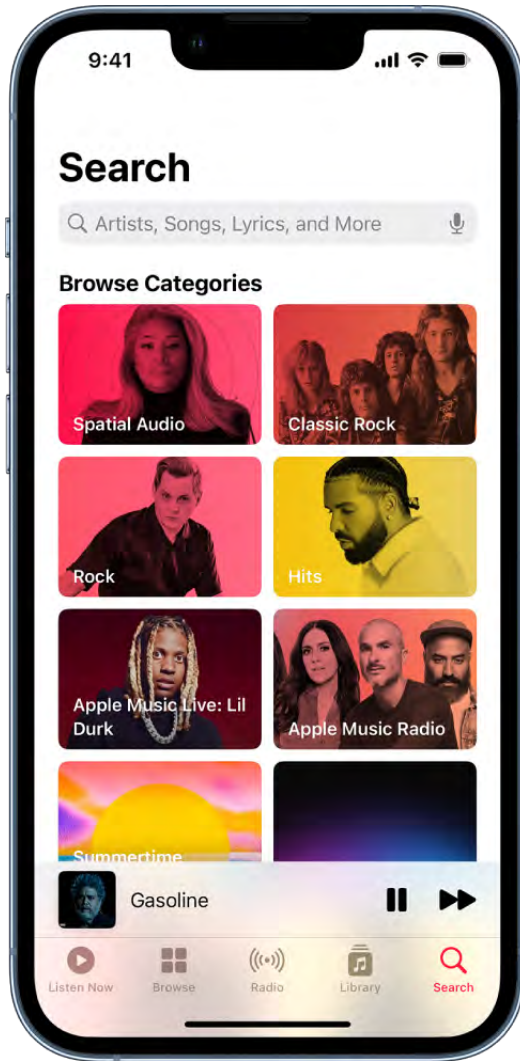 9:41
Search
Artists, Songs, Lyrics, and More
Browse Categories
Spatial Audio
Classic Rock
Rock
Hits
Apple Music Live: Lil
Durk
Apple Music Radio
Summertime
Gasoline
Listen Now
Browse
Radio
Library
Search